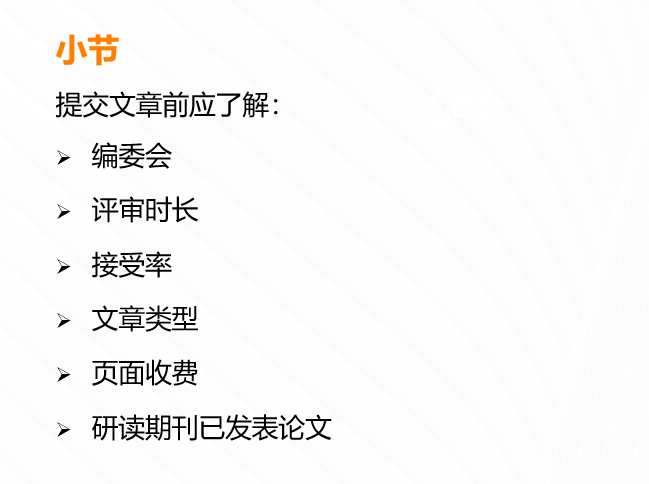 小节
提交文章前应了解：
➢ 编委会
➢ 评审时长
➢ 接受率
➢ 文章类型
➢ 页面收费
➢ 研读期刊已发表论文